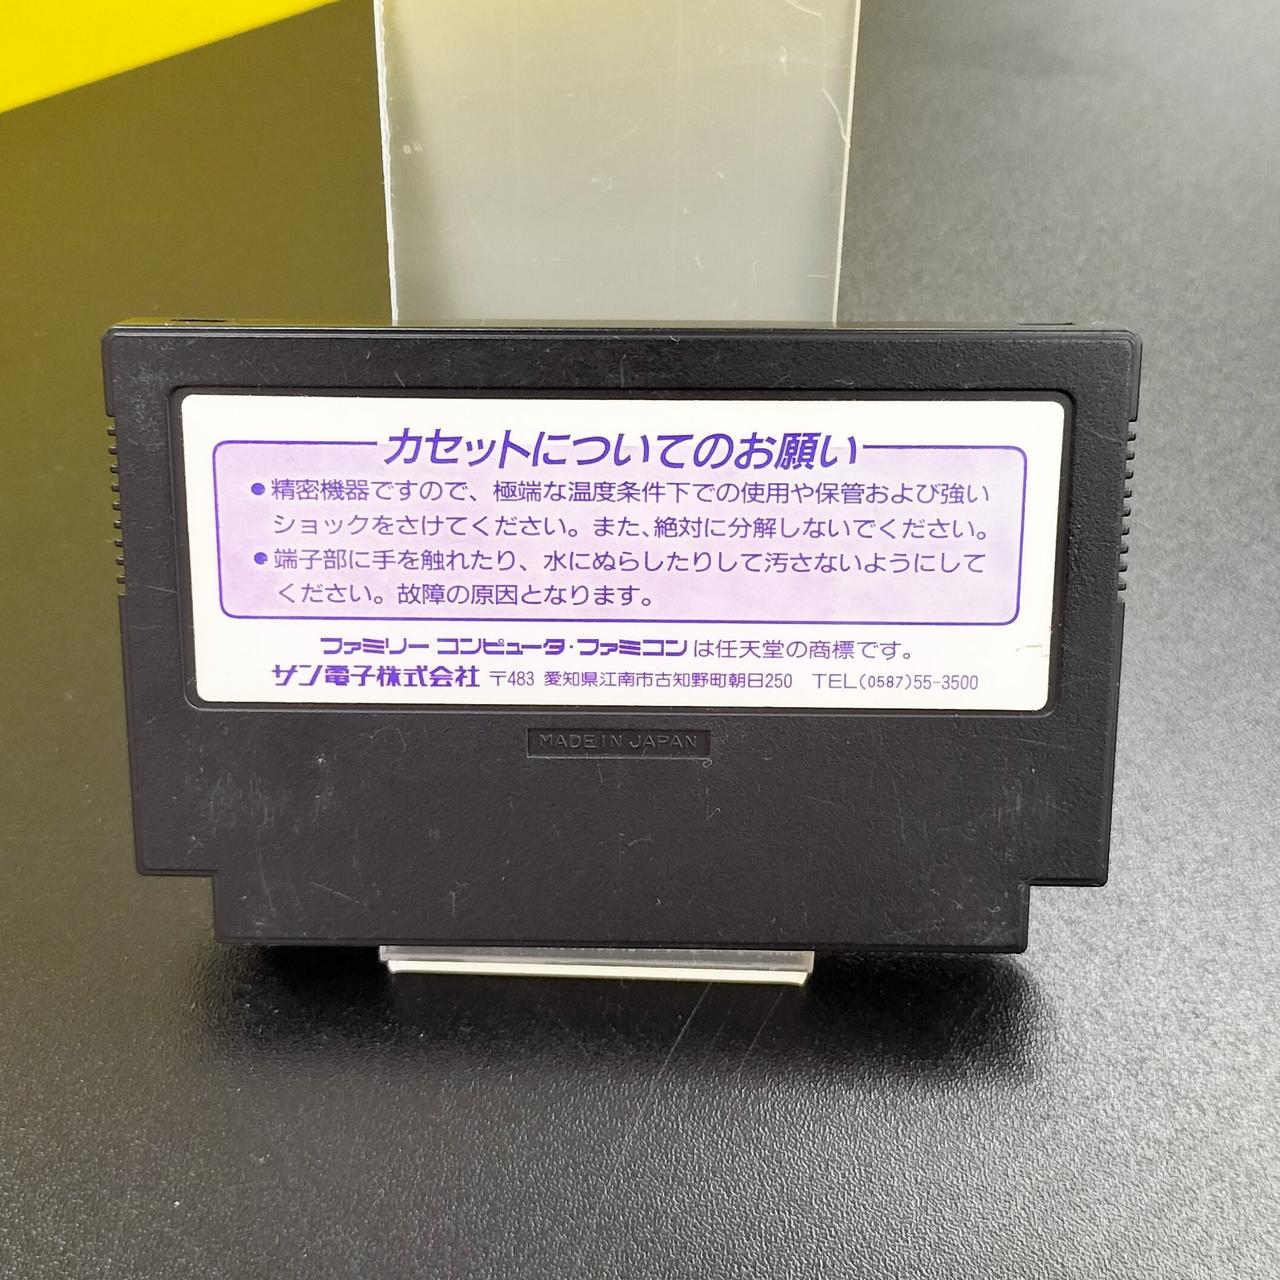 カセットについてのお願い
●精密機器ですので、極端な温度条件下での使用や保管および強い
ショックをさけてください。また、絶対に分解しないでください。
●端子部に手を触れたり、水にぬらしたりして汚さないようにして
ください。故障の原因となります。
ファミリー コンピュータ・ファミコンは任天堂の商標です。
サン電子株式会社 〒483 愛知県江南市古知野町朝日250 TEL(0587)55-3500
MADE IN JAPAN